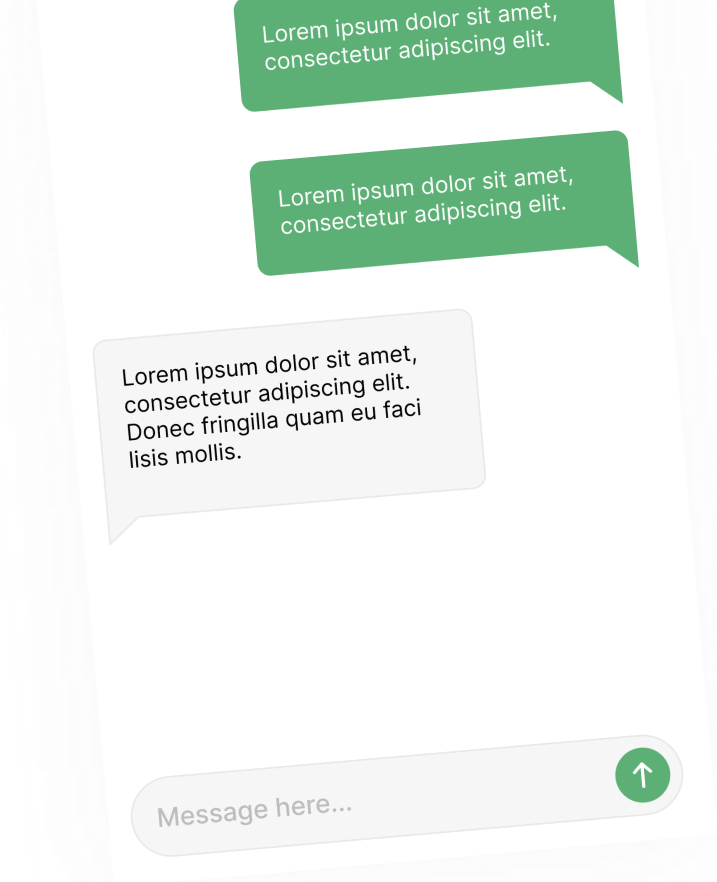 Lorem ipsum dolor sit amet,
consectetur adipiscing elit.
Lorem ipsum dolor sit amet,
consectetur adipiscing elit.
Lorem ipsum dolor sit amet,
consectetur adipiscing elit.
Donec fringilla quam eu faci
lisis mollis.
Message here...